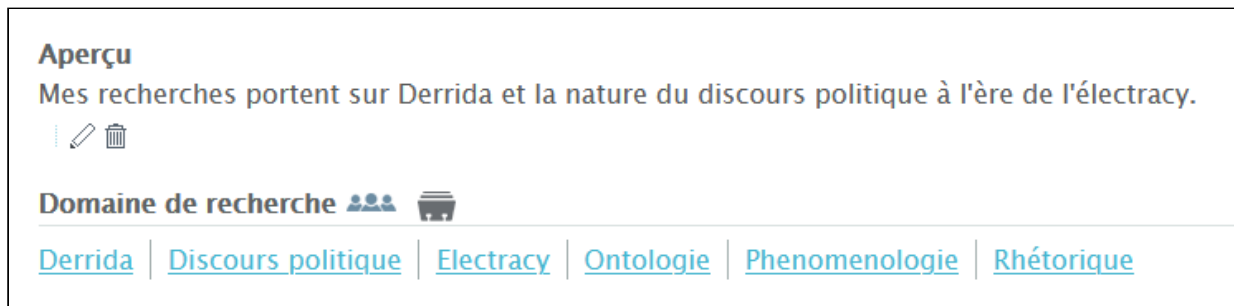 Aperçu
Mes recherches portent sur Derrida et la nature du discours politique à l'ère de l'électracy.
Domaine de recherche
Derrida | Discours politique | Electracy | Ontologie | Phenomenologie | Rhétorique